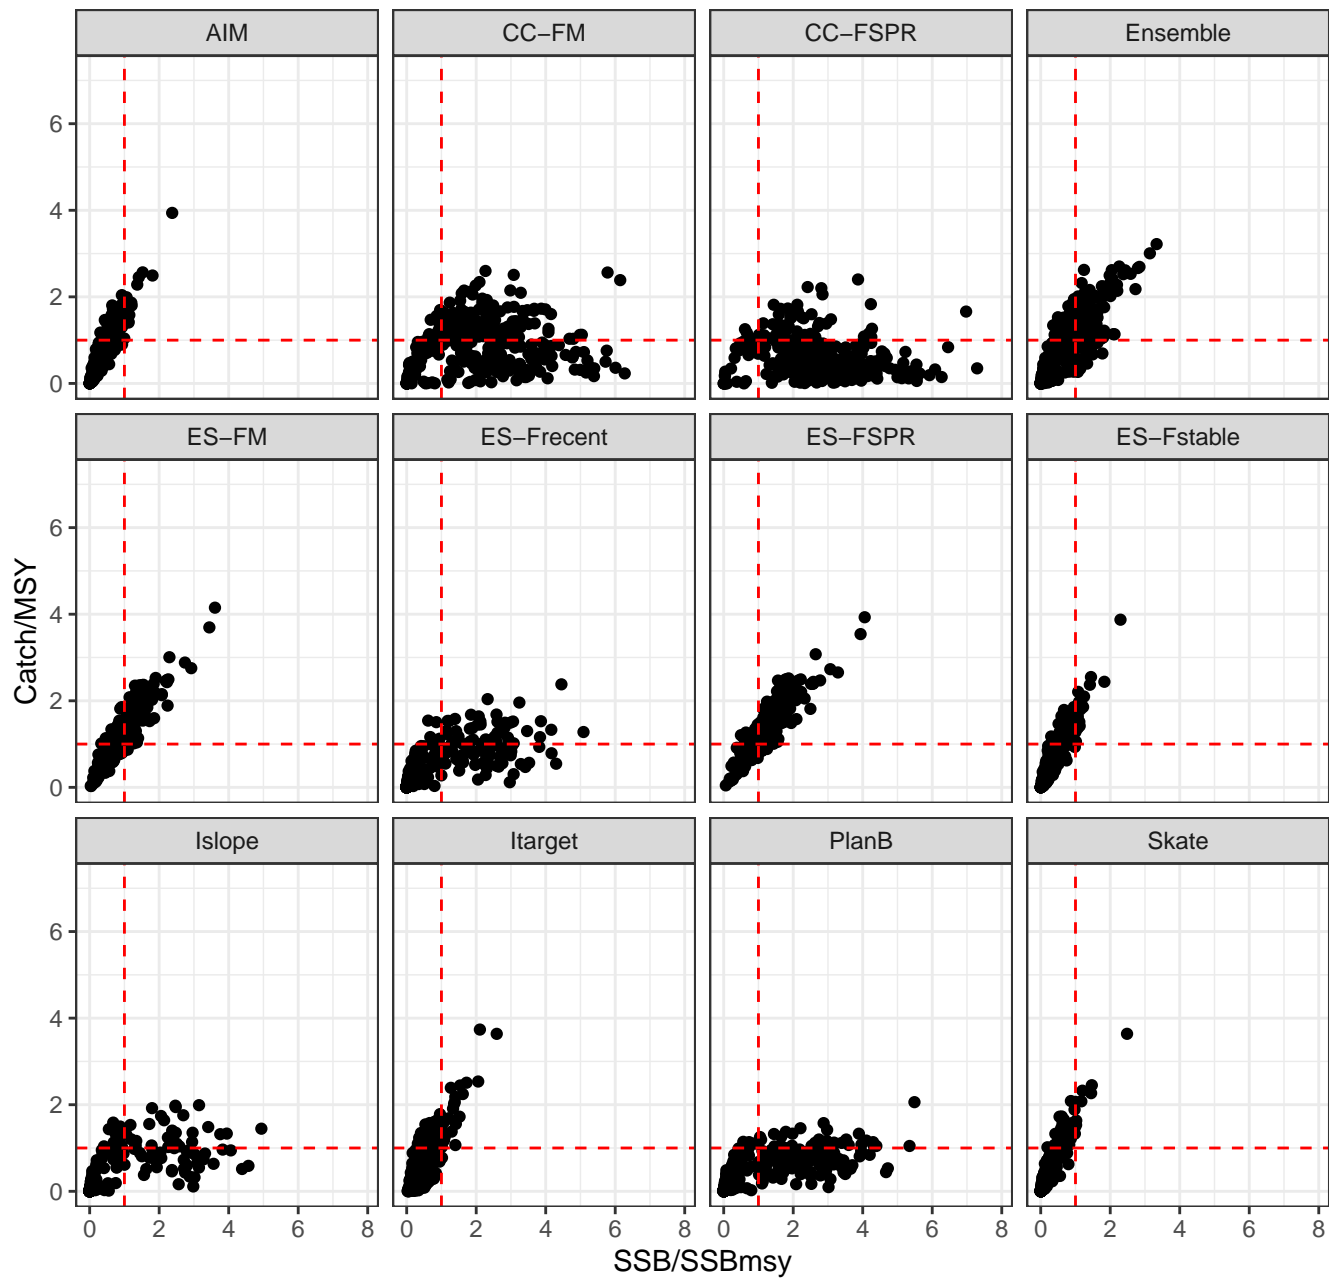 AIM CC−FM CC−FSPR Ensemble
6
4
2
0
ES−FM ES−Frecent ES−FSPR ES−Fstable
6
4
2
0
Catch/MSY
Islope Itarget PlanB Skate
6
4
2
0
0 2 4 6 8 0 2 4 6 8 0 2 4 6 8 0 2 4 6 8
SSB/SSBmsy